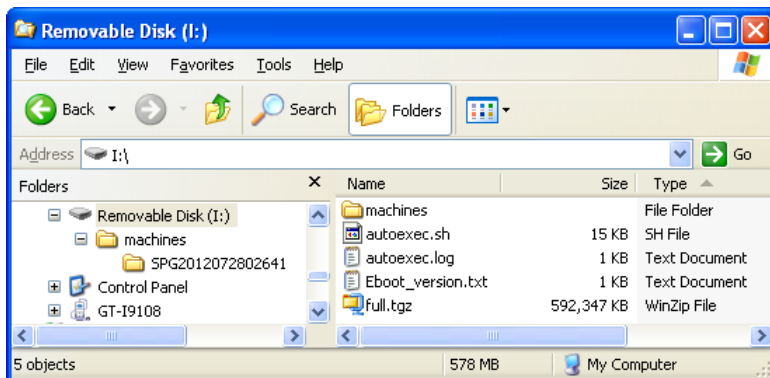 Removable Disk (I:)
File Edit View Favorites Tools Help
Back Search Folders
Address I:\ Go
Folders Name Size Type
Removable Disk (I:) machines File Folder
machines autoexec.sh 15 KB SH File
SPG2012072802641 autoexec.log 1 KB Text Document
Control Panel Eboot_version.txt 1 KB Text Document
GT-I9108 full.tgz 592,347 KB WinZip File
5 objects 578 MB My Computer